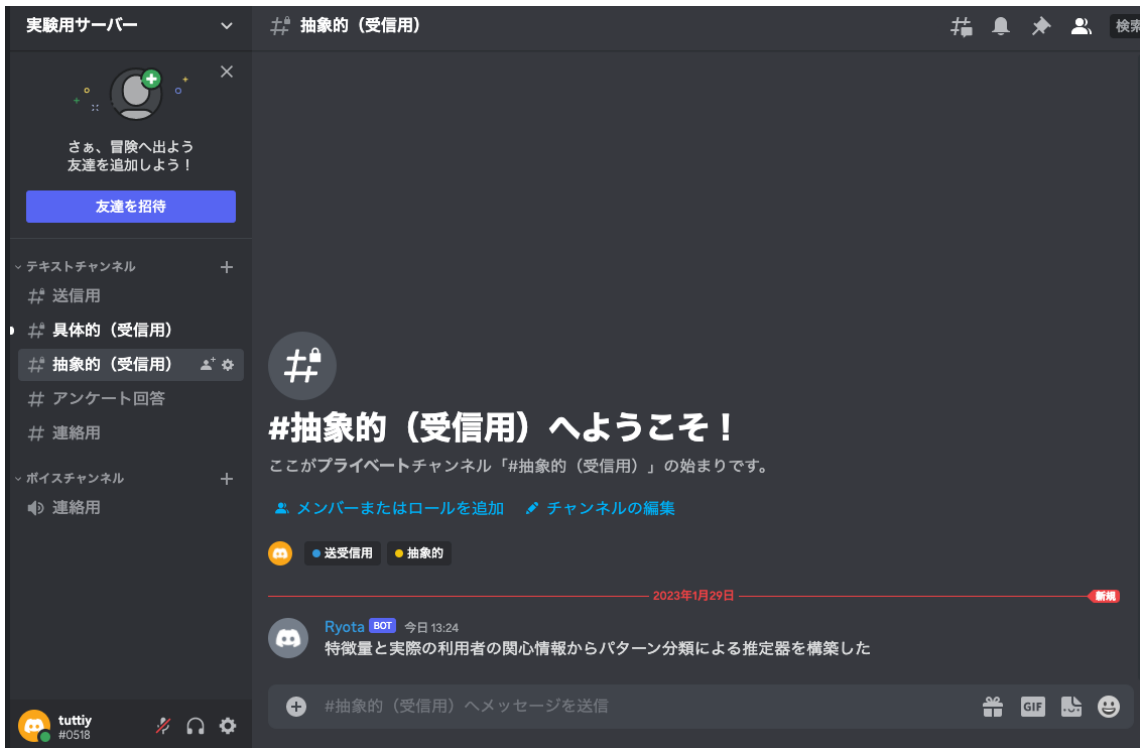 実験用サーバー
さぁ、冒険へ出よう
友達を追加しよう！
友達を招待
テキストチャンネル
送信用
具体的（受信用）
抽象的（受信用）
アンケート回答
連絡用
ボイスチャンネル
連絡用
tuttiy
#0518
抽象的（受信用）
検索
#抽象的（受信用）へようこそ！
ここがプライベートチャンネル「#抽象的（受信用）」の始まりです。
メンバーまたはロールを追加 チャンネルの編集
送受信用 抽象的
2023年1月29日 新規
Ryota BOT 今日 13:24
特徴量と実際の利用者の関心情報からパターン分類による推定器を構築した
#抽象的（受信用）へメッセージを送信
GIF